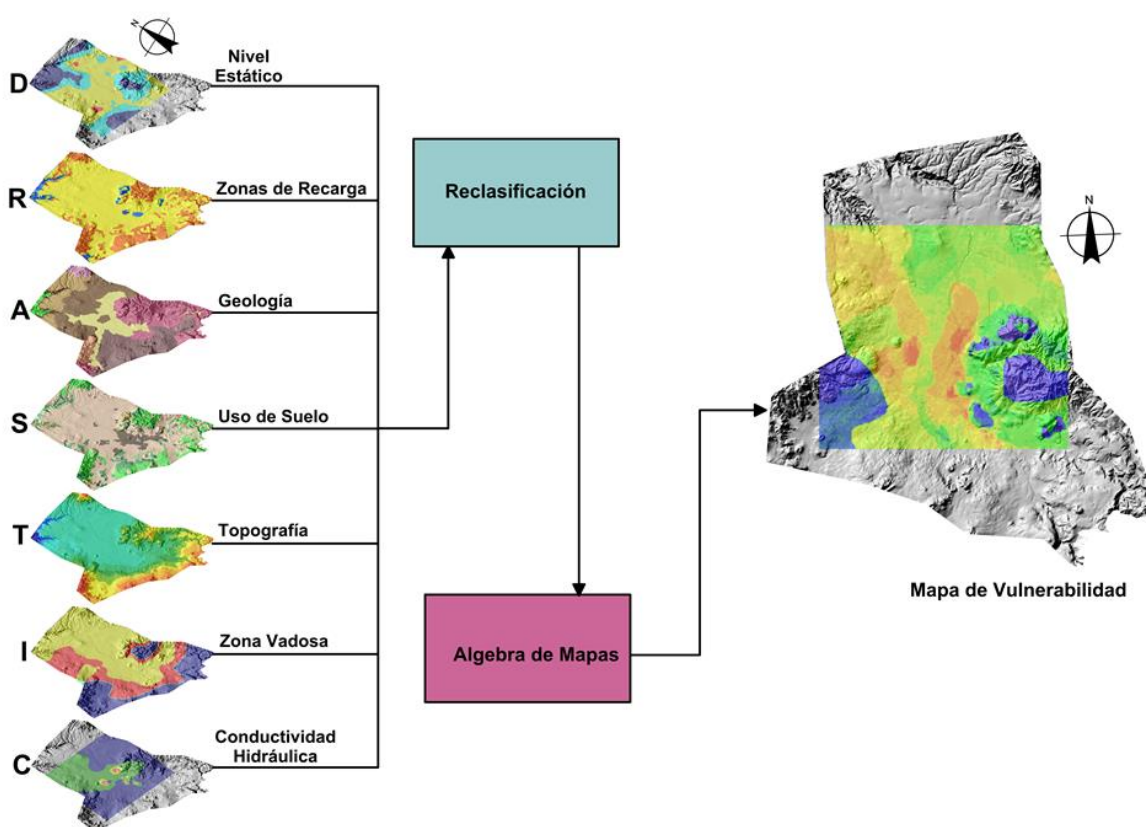 N
D
Nivel
Estático
R
Zonas de Recarga
A
Geología
S
Uso de Suelo
T
Topografía
I
Zona Vadosa
C
Conductividad
Hidráulica
Reclasificación
Algebra de Mapas
N
Mapa de Vulnerabilidad